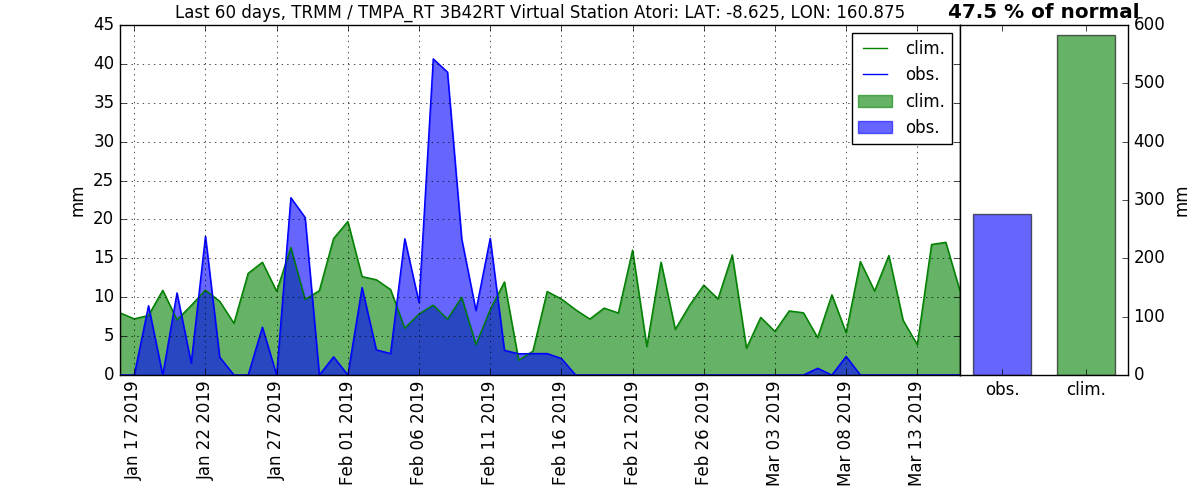 Last 60 days, TRMM / TMPA_RT 3B42RT Virtual Station Atori: LAT: -8.625, LON: 160.875
47.5 % of normal
45
40
35
30
25
20
15
10
5
0
mm
clim.
obs.
clim.
obs.
600
500
400
300
200
100
0
mm
obs.
clim.
Jan 17 2019
Jan 22 2019
Jan 27 2019
Feb 01 2019
Feb 06 2019
Feb 11 2019
Feb 16 2019
Feb 21 2019
Feb 26 2019
Mar 03 2019
Mar 08 2019
Mar 13 2019